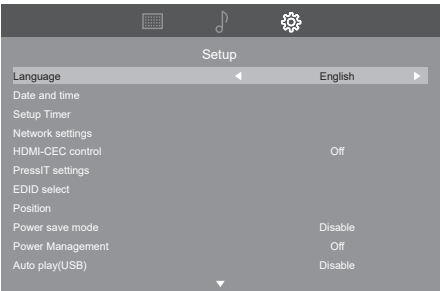 Setup
Language English
Date and time
Setup Timer
Network settings
HDMI-CEC control Off
PressIT settings
EDID select
Position
Power save mode Disable
Power Management Off
Auto play(USB) Disable